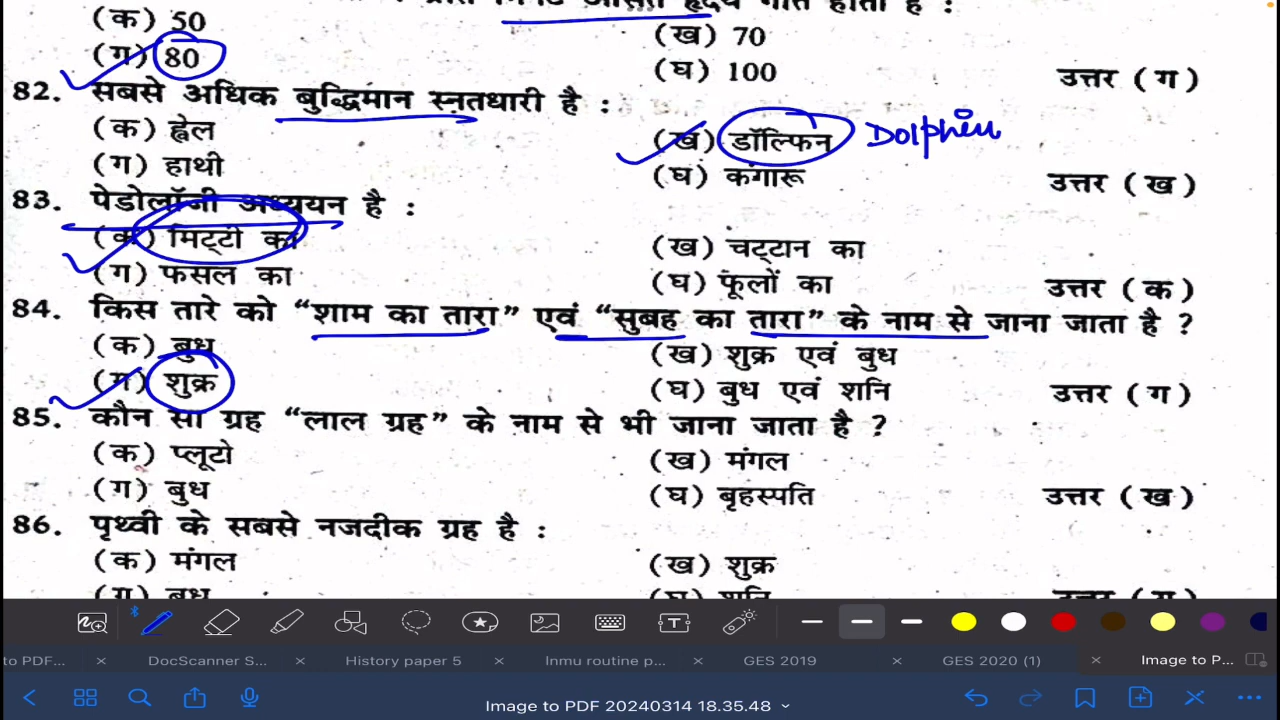 (क) 50
(ख) 70
(ग) 80
(घ) 100
उत्तर (ग)
82. सबसे अधिक बुद्धिमान स्नतधारी है :
(क) ह्वेल
(ख) डॉल्फिन Dolphin
(ग) हाथी
(घ) कंगारू
उत्तर (ख)
83. पेडोलॉजी अध्ययन है :
(क) मिट्टी का
(ख) चट्टान का
(ग) फसल का
(घ) फूलों का
उत्तर (क)
84. किस तारे को “शाम का तारा” एवं “सुबह का तारा” के नाम से जाना जाता है ?
(क) बुध
(ख) शुक्र एवं बुध
(ग) शुक्र
(घ) बुध एवं शनि
उत्तर (ग)
85. कौन सा ग्रह “लाल ग्रह” के नाम से भी जाना जाता है ?
(क) प्लूटो
(ख) मंगल
(ग) बुध
(घ) बृहस्पति
उत्तर (ख)
86. पृथ्वी के सबसे नजदीक ग्रह है :
(क) मंगल
(ख) शुक्र
(ग) बुध
(घ) शनि
to PDF...
DocScanner S...
History paper 5
Inmu routine p...
GES 2019
GES 2020 (1)
Image to P...
Image to PDF 20240314 18.35.48